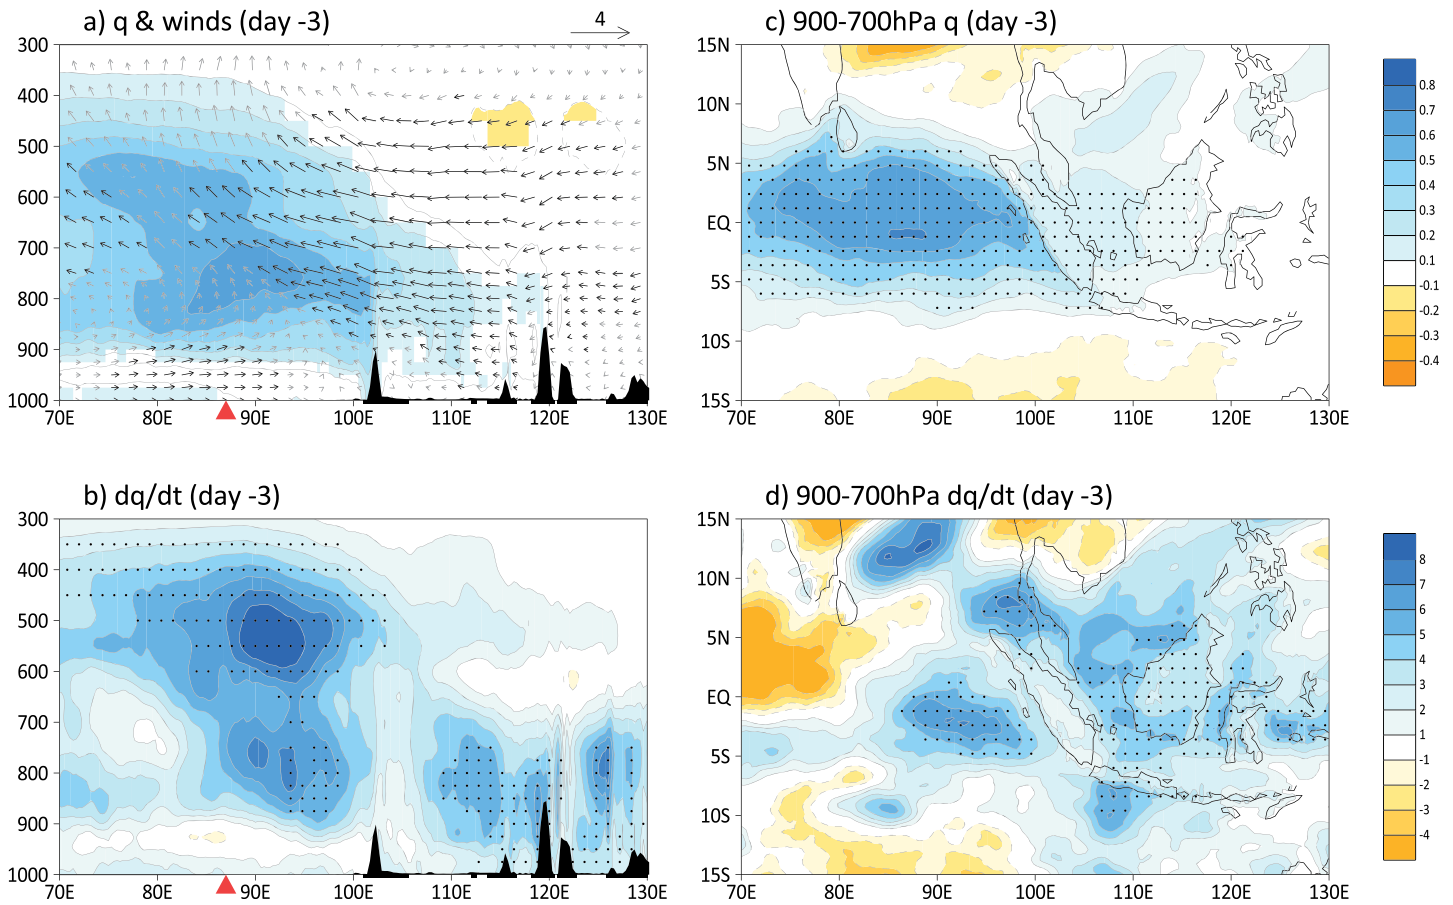 a) q & winds (day -3)
4
300
400
500
600
700
800
900
1000
70E 80E 90E 100E 110E 120E 130E
c) 900-700hPa q (day -3)
15N
10N
5N
EQ
5S
10S
15S
70E 80E 90E 100E 110E 120E 130E
0.8
0.7
0.6
0.5
0.4
0.3
0.2
0.1
-0.1
-0.2
-0.3
-0.4
b) dq/dt (day -3)
300
400
500
600
700
800
900
1000
70E 80E 90E 100E 110E 120E 130E
d) 900-700hPa dq/dt (day -3)
15N
10N
5N
EQ
5S
10S
15S
70E 80E 90E 100E 110E 120E 130E
8
7
6
5
4
3
2
1
-1
-2
-3
-4